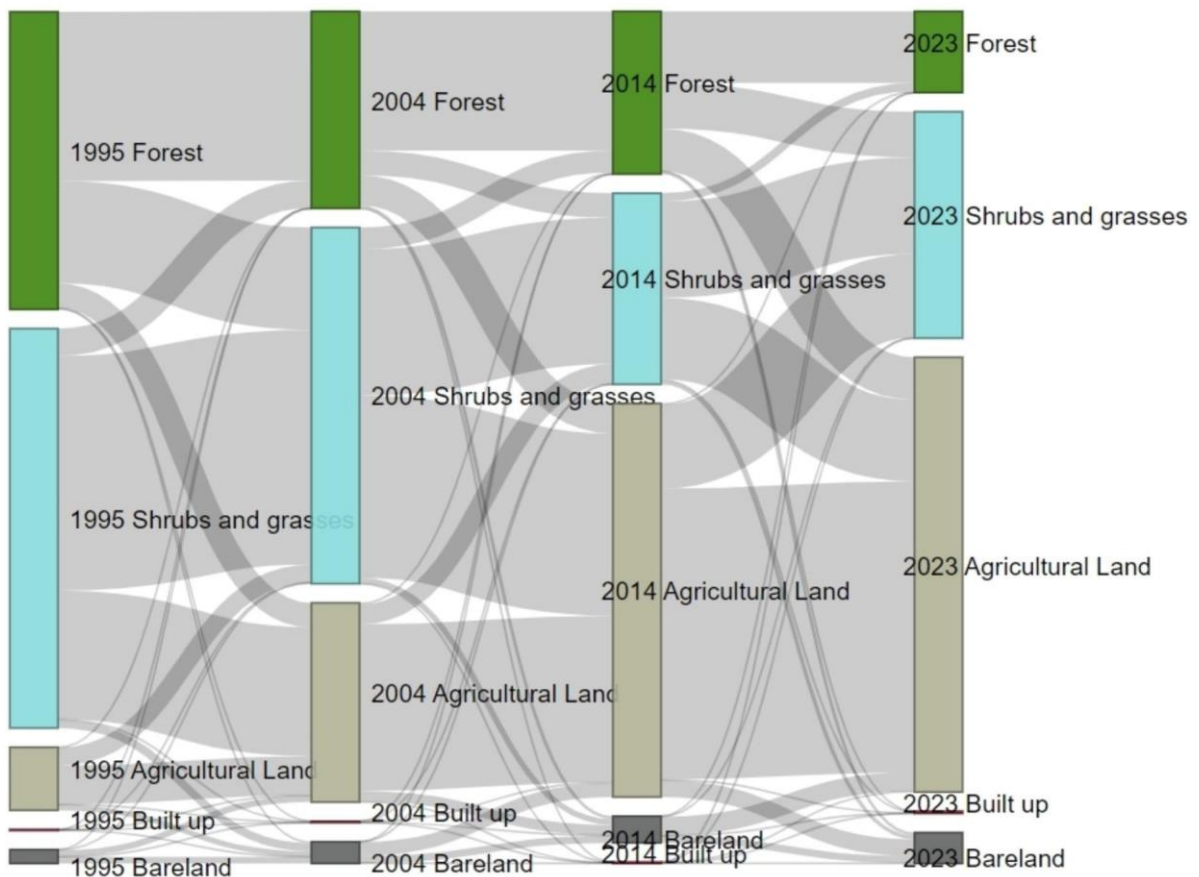 1995 Forest
1995 Shrubs and grasses
1995 Agricultural Land
1995 Built up
1995 Bareland
2004 Forest
2004 Shrubs and grasses
2004 Agricultural Land
2004 Built up
2004 Bareland
2014 Forest
2014 Shrubs and grasses
2014 Agricultural Land
2014 Bareland
2014 Built up
2023 Forest
2023 Shrubs and grasses
2023 Agricultural Land
2023 Built up
2023 Bareland